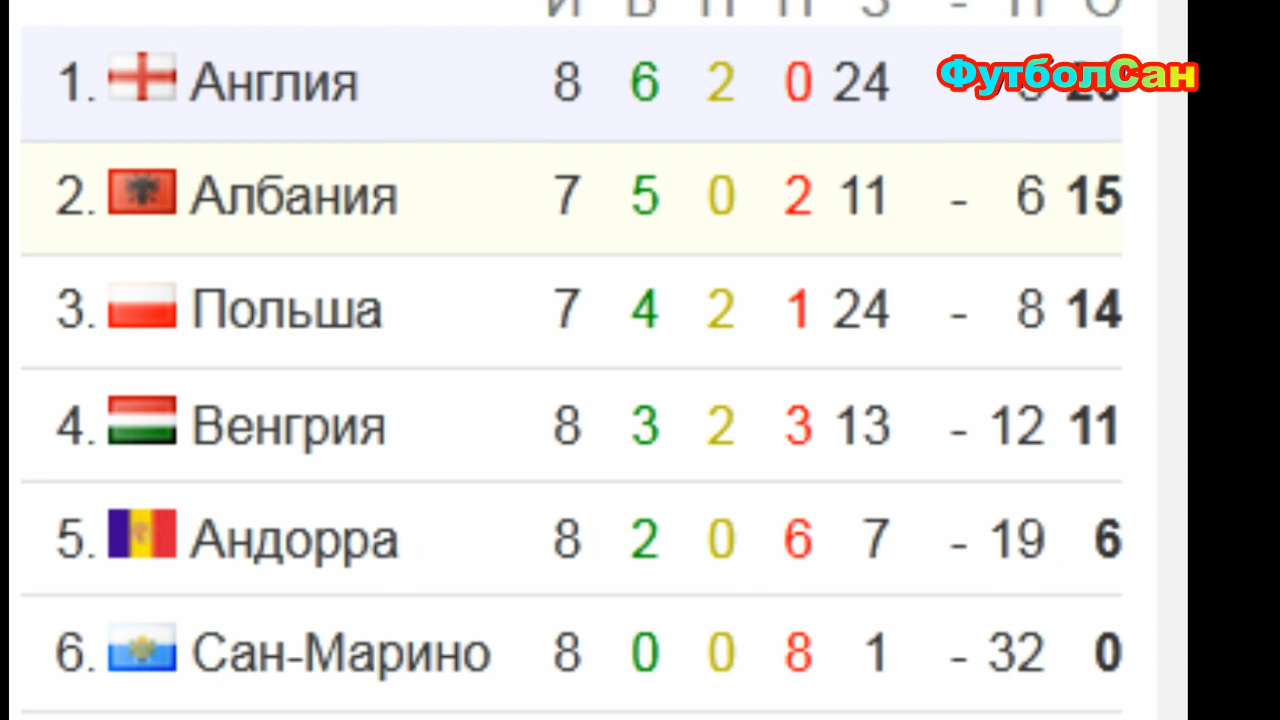 И В Н П З - П О
1. Англия 8 6 2 0 24 ФутболСан
2. Албания 7 5 0 2 11 - 6 15
3. Польша 7 4 2 1 24 - 8 14
4. Венгрия 8 3 2 3 13 - 12 11
5. Андорра 8 2 0 6 7 - 19 6
6. Сан-Марино 8 0 0 8 1 - 32 0